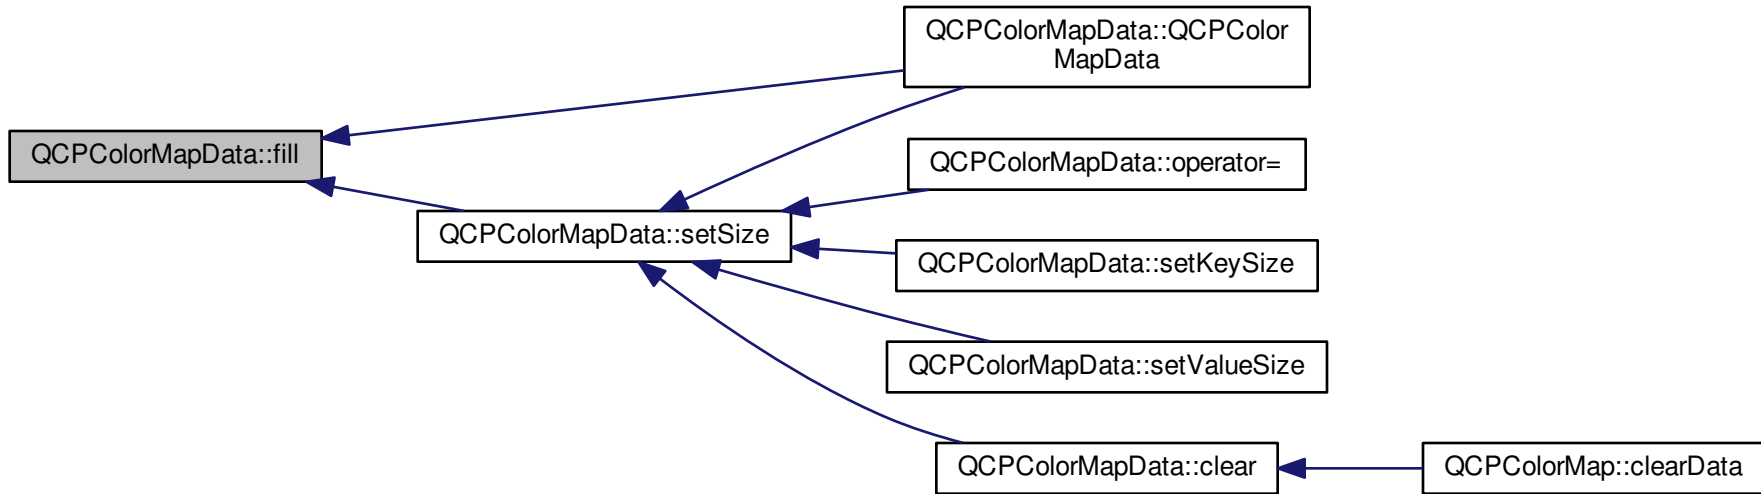 QCPColorMapData::QCPColor
MapData
QCPColorMapData::fill
QCPColorMapData::operator=
QCPColorMapData::setSize
QCPColorMapData::setKeySize
QCPColorMapData::setValueSize
QCPColorMapData::clear
QCPColorMap::clearData